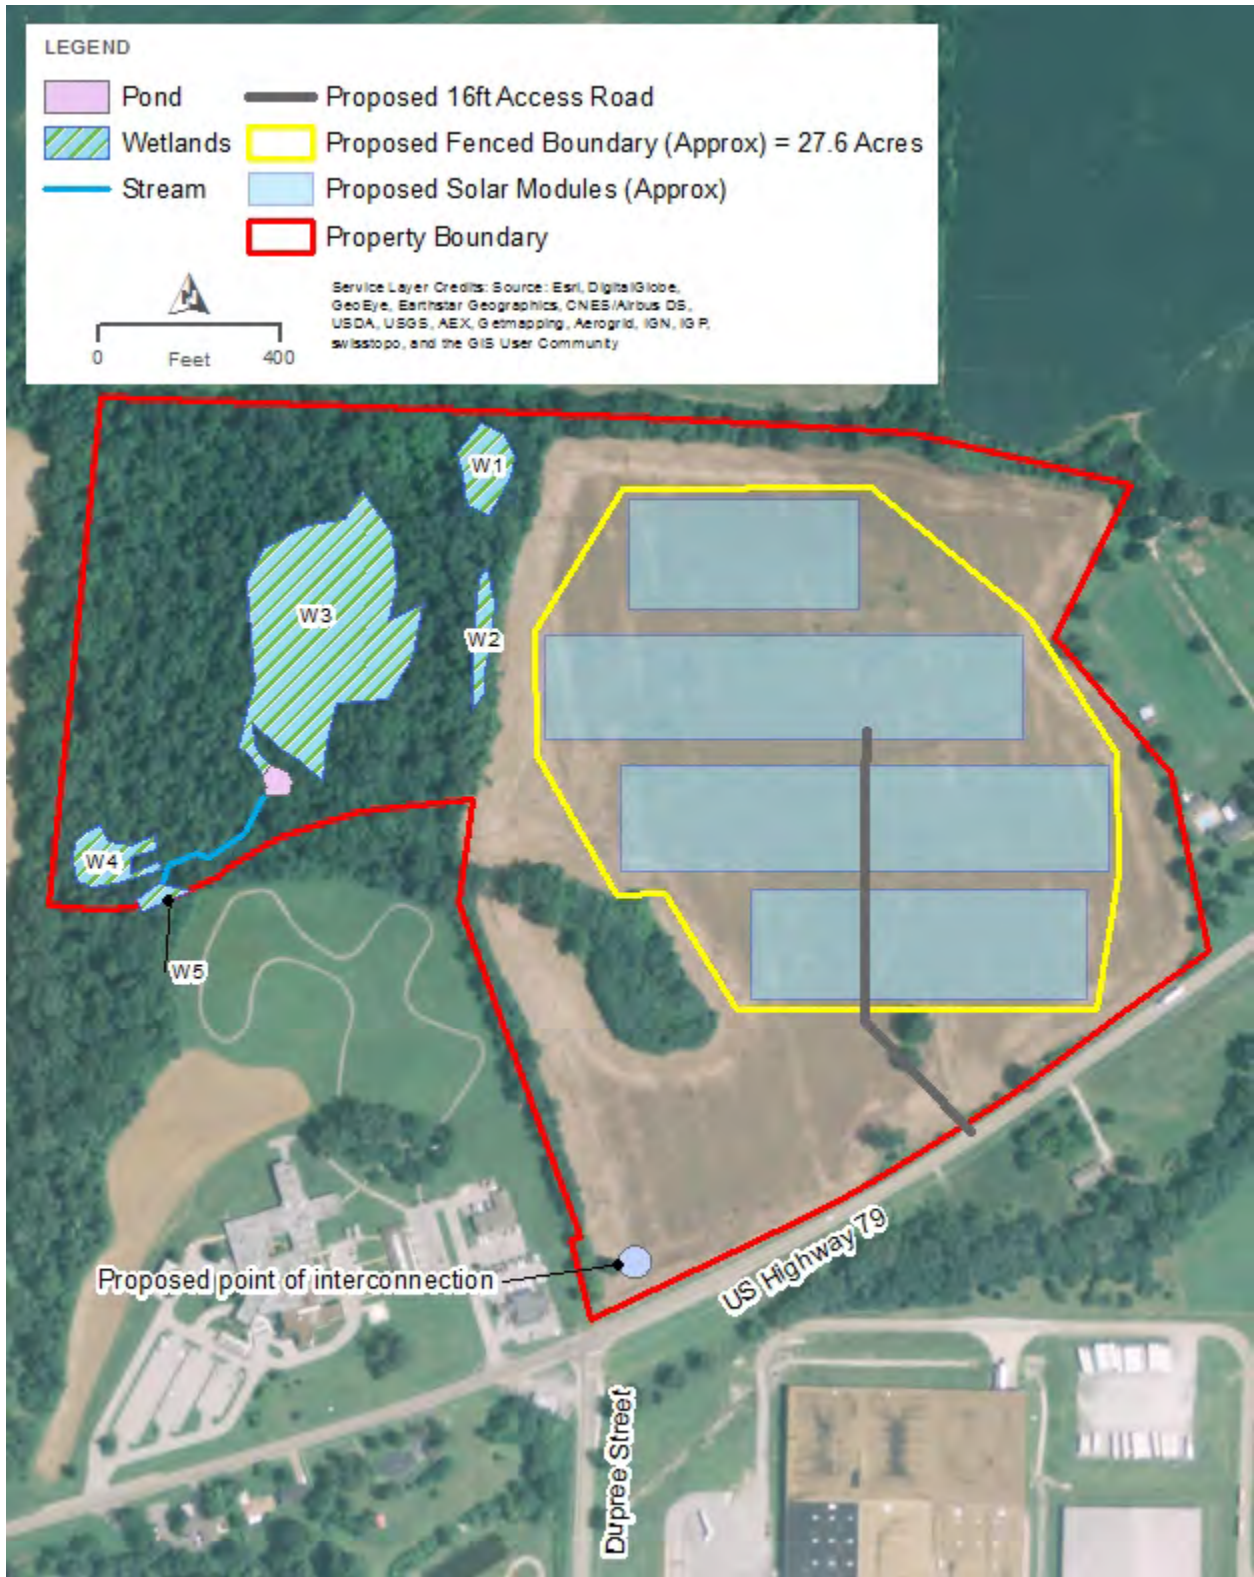 LEGEND
Pond
Proposed 16ft Access Road
Wetlands
Proposed Fenced Boundary (Approx) = 27.6 Acres
Stream
Proposed Solar Modules (Approx)
Property Boundary
Service Layer Credits: Source: Esri, DigitalGlobe,
GeoEye, Earthstar Geographics, CNES/Airbus DS,
USDA, USGS, AEX, Getmapping, Aerogrid, IGN, IGP,
swisstopo, and the GIS User Community
N
0 Feet 400
W1
W3
W2
W4
W5
Proposed point of interconnection
US Highway 79
Dupree Street